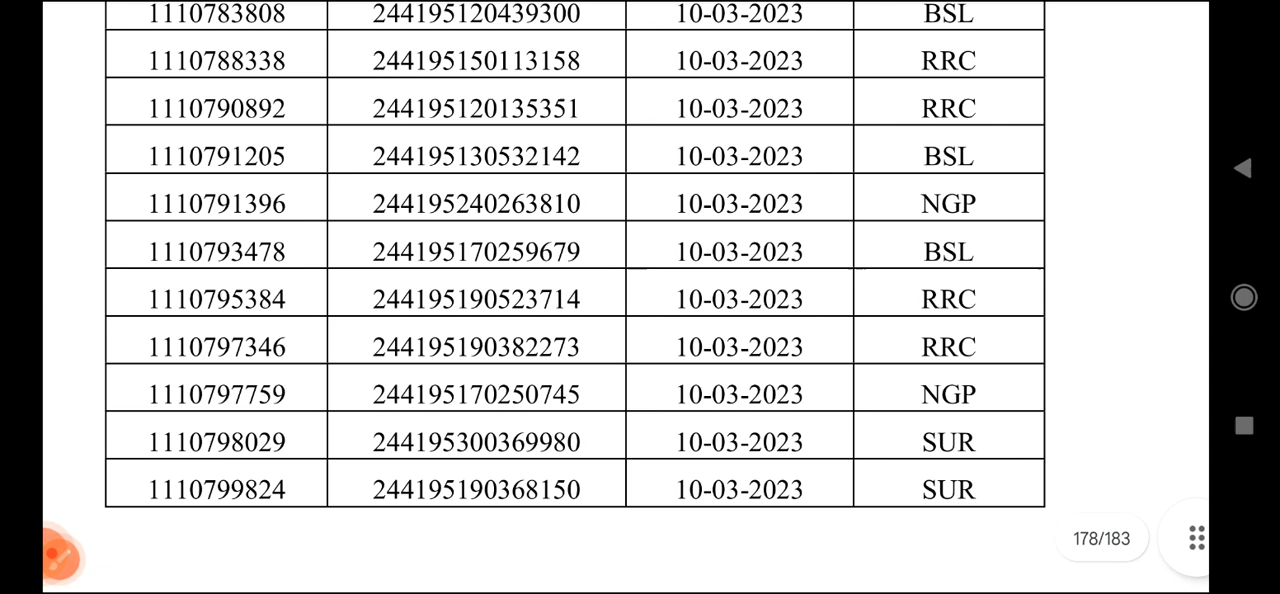 1110783808 244195120439300 10-03-2023 BSL
1110788338 244195150113158 10-03-2023 RRC
1110790892 244195120135351 10-03-2023 RRC
1110791205 244195130532142 10-03-2023 BSL
1110791396 244195240263810 10-03-2023 NGP
1110793478 244195170259679 10-03-2023 BSL
1110795384 244195190523714 10-03-2023 RRC
1110797346 244195190382273 10-03-2023 RRC
1110797759 244195170250745 10-03-2023 NGP
1110798029 244195300369980 10-03-2023 SUR
1110799824 244195190368150 10-03-2023 SUR
178/183